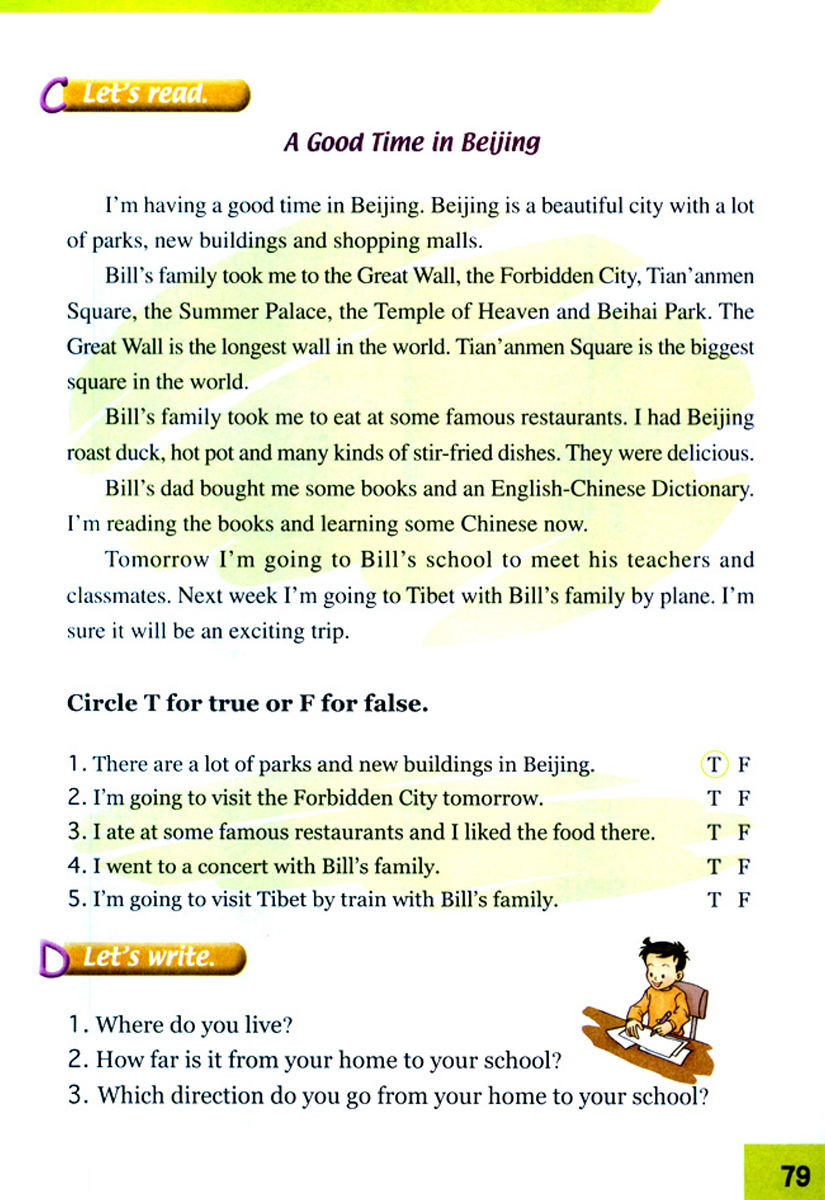 C Let's read.
A Good Time in Beijing
I'm having a good time in Beijing. Beijing is a beautiful city with a lot
of parks, new buildings and shopping malls.
Bill's family took me to the Great Wall, the Forbidden City, Tian'anmen
Square, the Summer Palace, the Temple of Heaven and Beihai Park. The
Great Wall is the longest wall in the world. Tian'anmen Square is the biggest
square in the world.
Bill's family took me to eat at some famous restaurants. I had Beijing
roast duck, hot pot and many kinds of stir-fried dishes. They were delicious.
Bill's dad bought me some books and an English-Chinese Dictionary.
I'm reading the books and learning some Chinese now.
Tomorrow I'm going to Bill's school to meet his teachers and
classmates. Next week I'm going to Tibet with Bill's family by plane. I'm
sure it will be an exciting trip.
Circle T for true or F for false.
1. There are a lot of parks and new buildings in Beijing. T F
2. I'm going to visit the Forbidden City tomorrow. T F
3. I ate at some famous restaurants and I liked the food there. T F
4. I went to a concert with Bill's family. T F
5. I'm going to visit Tibet by train with Bill's family. T F
D Let's write.
1. Where do you live?
2. How far is it from your home to your school?
3. Which direction do you go from your home to your school?
79